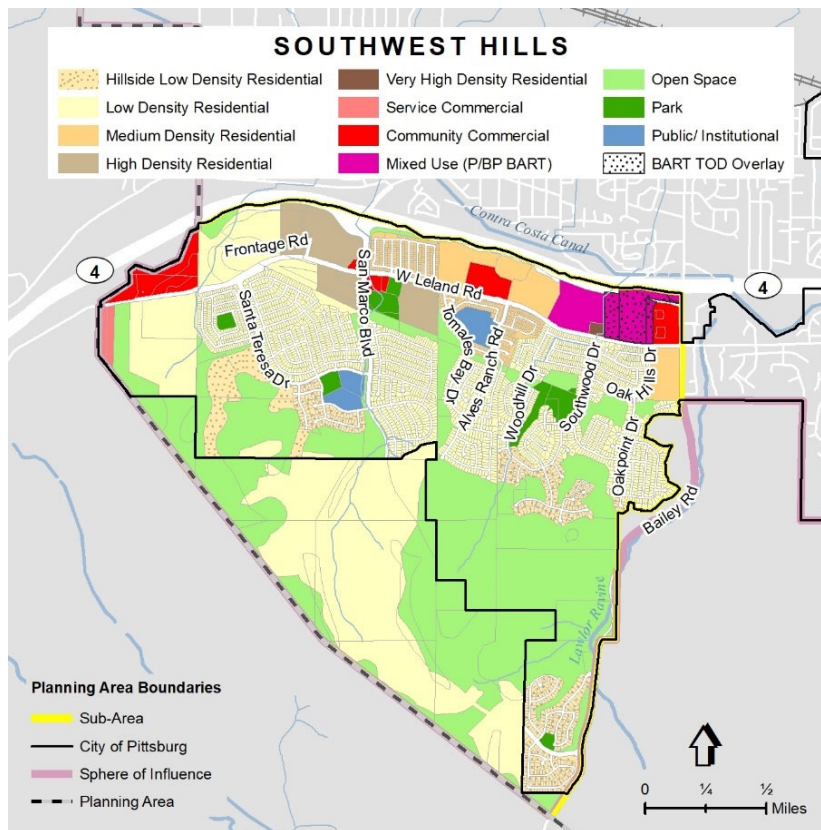 SOUTHWEST HILLS
Hillside Low Density Residential
Low Density Residential
Medium Density Residential
High Density Residential
Very High Density Residential
Service Commercial
Community Commercial
Mixed Use (P/BP BART)
Open Space
Park
Public/ Institutional
BART TOD Overlay
Contra Costa Canal
4
Frontage Rd
San Marco Blvd
W Leland Rd
4
Santa Teresa Dr
Tomales Bay Dr
Alves Ranch Rd
Woodhill Dr
Southwood Dr
Oak Hills Dr
Oakpoint Dr
Bailey Rd
Lawlor Ravine
Planning Area Boundaries
Sub-Area
City of Pittsburg
Sphere of Influence
Planning Area
0 ¼ ½
Miles